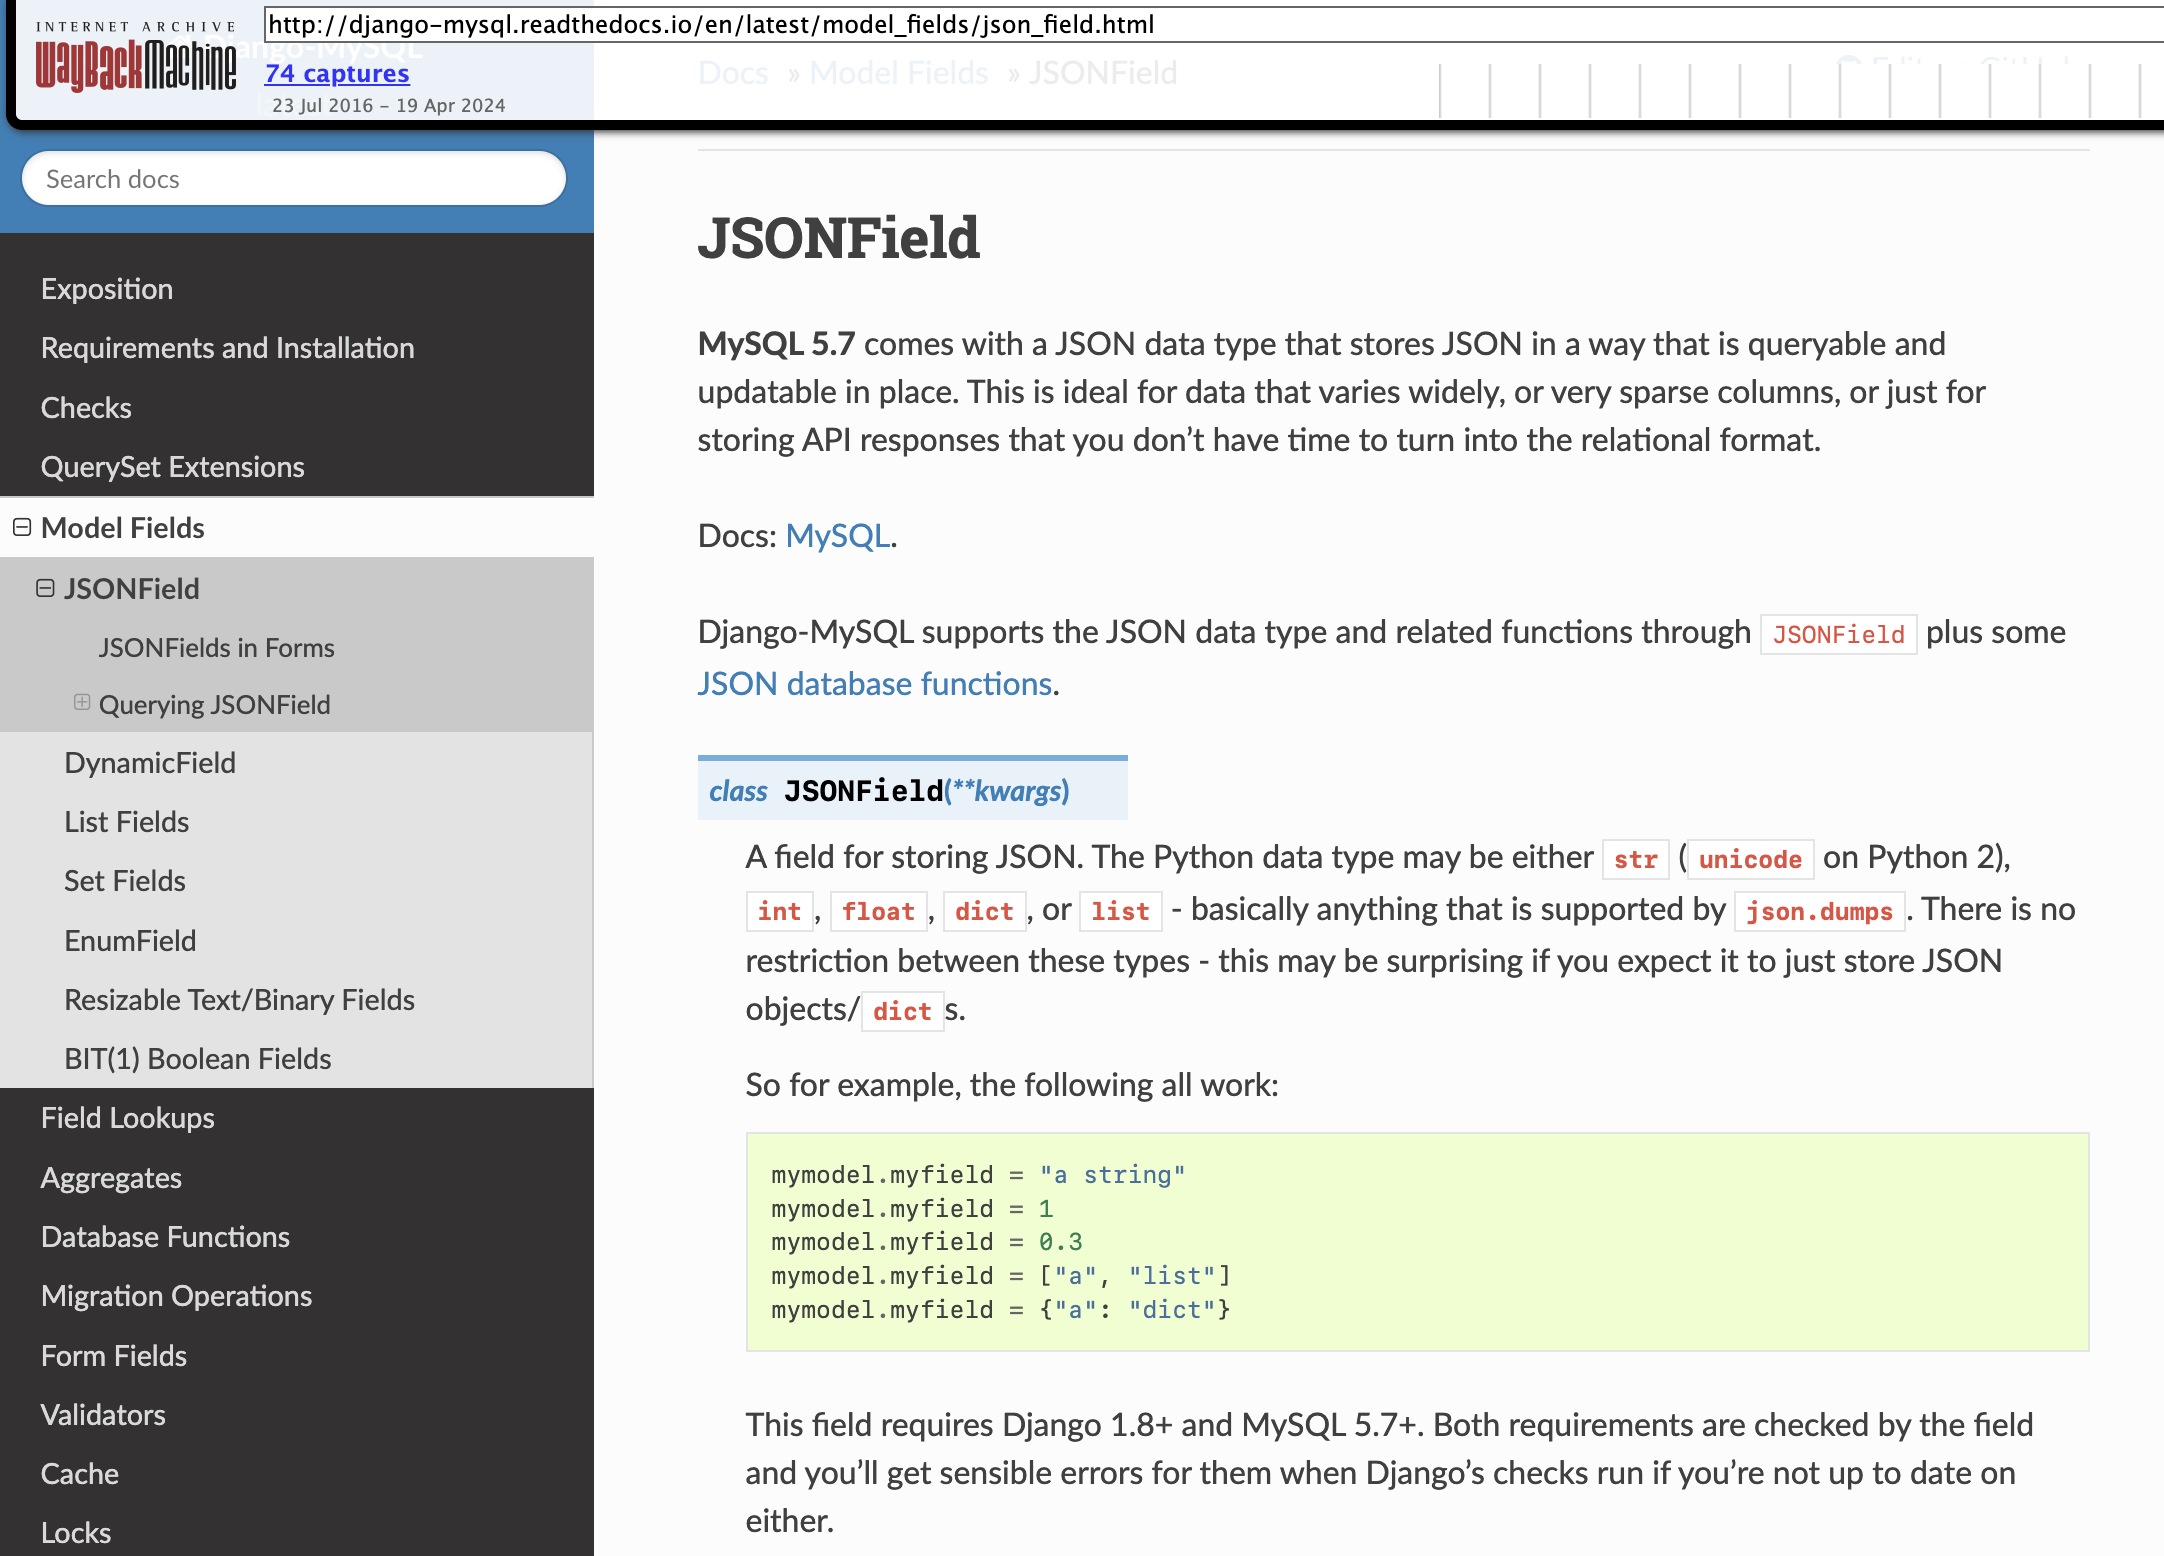 INTERNET ARCHIVE
WayBackMachine
http://django-mysql.readthedocs.io/en/latest/model_fields/json_field.html
Django-MySQL
74 captures
23 Jul 2016 – 19 Apr 2024
Docs » Model Fields » JSONField
Search docs
Exposition
Requirements and Installation
Checks
QuerySet Extensions
Model Fields
JSONField
JSONFields in Forms
Querying JSONField
DynamicField
List Fields
Set Fields
EnumField
Resizable Text/Binary Fields
BIT(1) Boolean Fields
Field Lookups
Aggregates
Database Functions
Migration Operations
Form Fields
Validators
Cache
Locks
JSONField
MySQL 5.7 comes with a JSON data type that stores JSON in a way that is queryable and
updatable in place. This is ideal for data that varies widely, or very sparse columns, or just for
storing API responses that you don’t have time to turn into the relational format.
Docs: MySQL.
Django-MySQL supports the JSON data type and related functions through JSONField plus some
JSON database functions.
class JSONField(**kwargs)
A field for storing JSON. The Python data type may be either str (unicode on Python 2),
int, float, dict, or list - basically anything that is supported by json.dumps. There is no
restriction between these types - this may be surprising if you expect it to just store JSON
objects/dict s.
So for example, the following all work:
mymodel.myfield = "a string"
mymodel.myfield = 1
mymodel.myfield = 0.3
mymodel.myfield = ["a", "list"]
mymodel.myfield = {"a": "dict"}
This field requires Django 1.8+ and MySQL 5.7+. Both requirements are checked by the field
and you’ll get sensible errors for them when Django’s checks run if you’re not up to date on
either.